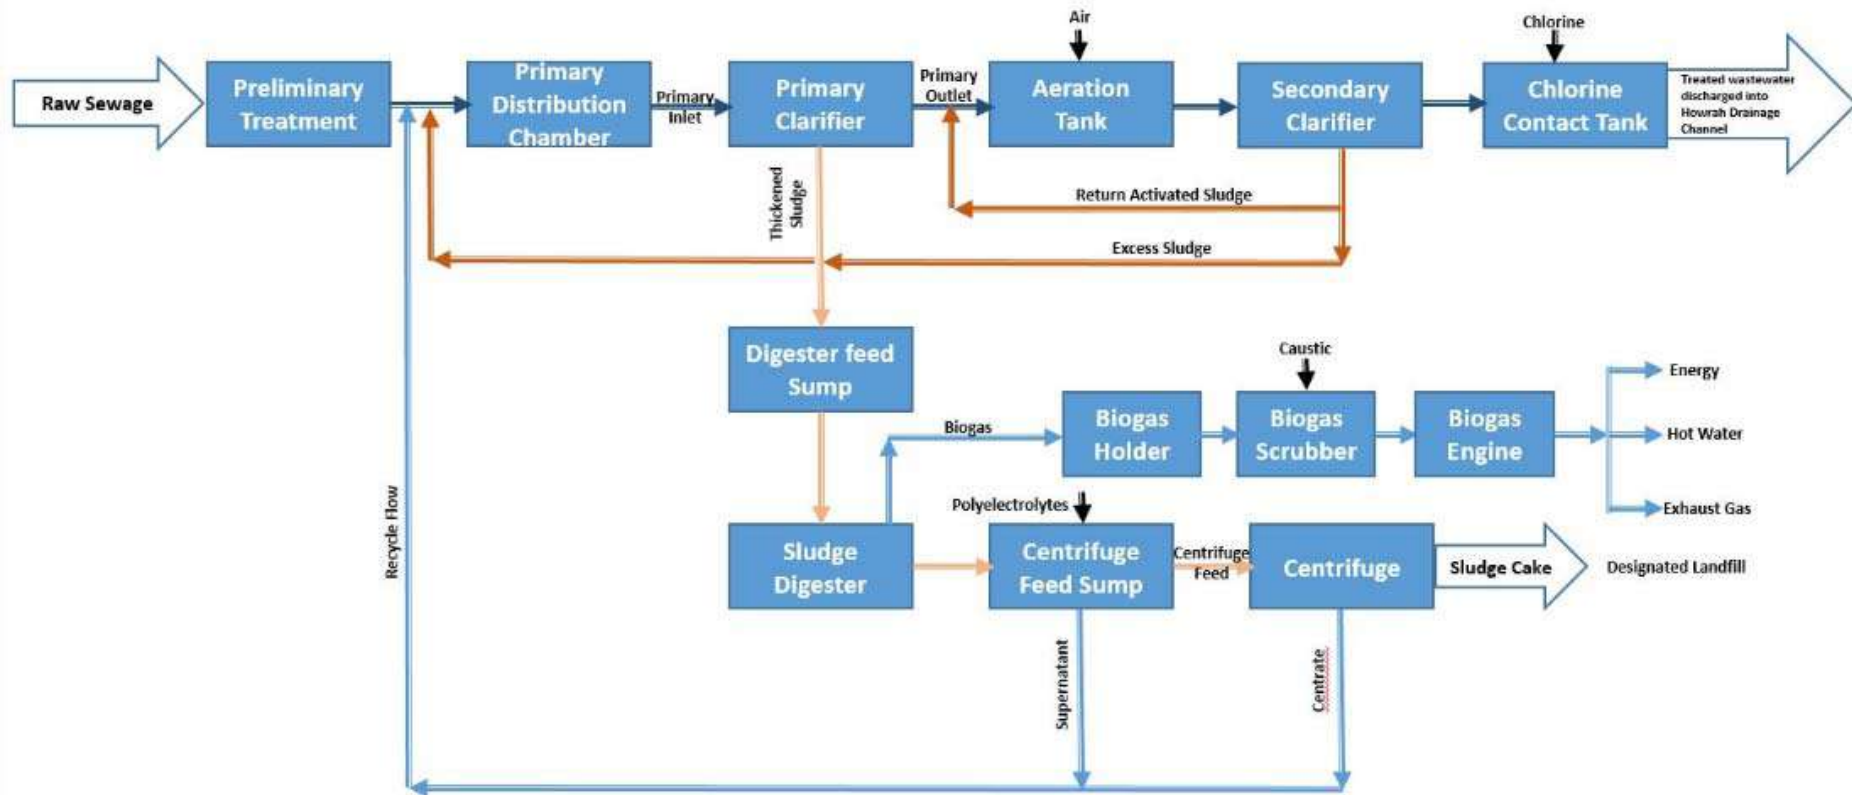 Air
Chlorine
Raw Sewage
Preliminary
Treatment
Primary
Distribution
Chamber
Primary
Inlet
Primary
Clarifier
Primary
Outlet
Aeration
Tank
Secondary
Clarifier
Chlorine
Contact Tank
Treated wastewater
discharged into
Howrah Drainage
Channel
Thickened
Sludge
Return Activated Sludge
Excess Sludge
Digester feed
Sump
Caustic
Biogas
Biogas
Holder
Biogas
Scrubber
Biogas
Engine
Energy
Hot Water
Exhaust Gas
Recycle Flow
Polyelectrolytes
Sludge
Digester
Centrifuge
Feed Sump
Centrifuge
Feed
Centrifuge
Sludge Cake
Designated Landfill
Supernatant
Centrate